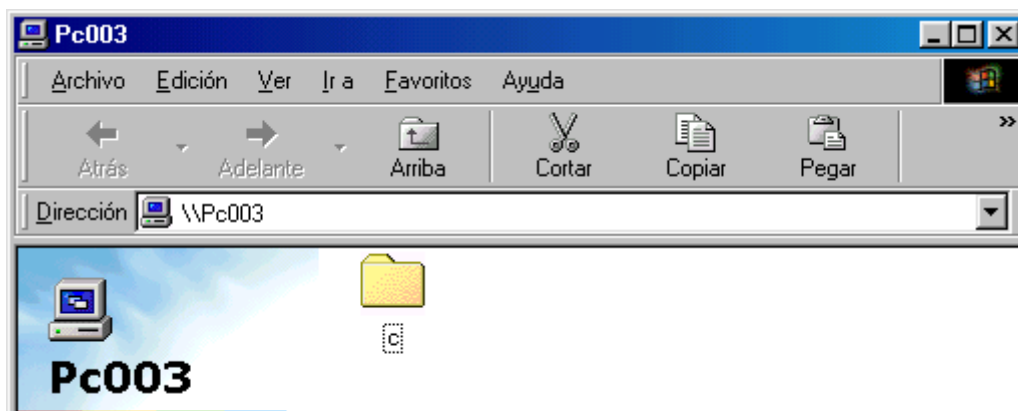 Pc003
Archivo Edición Ver Ir a Favoritos Ayuda
Atrás Adelante Arriba Cortar Copiar Pegar »
Dirección \\Pc003
c
Pc003